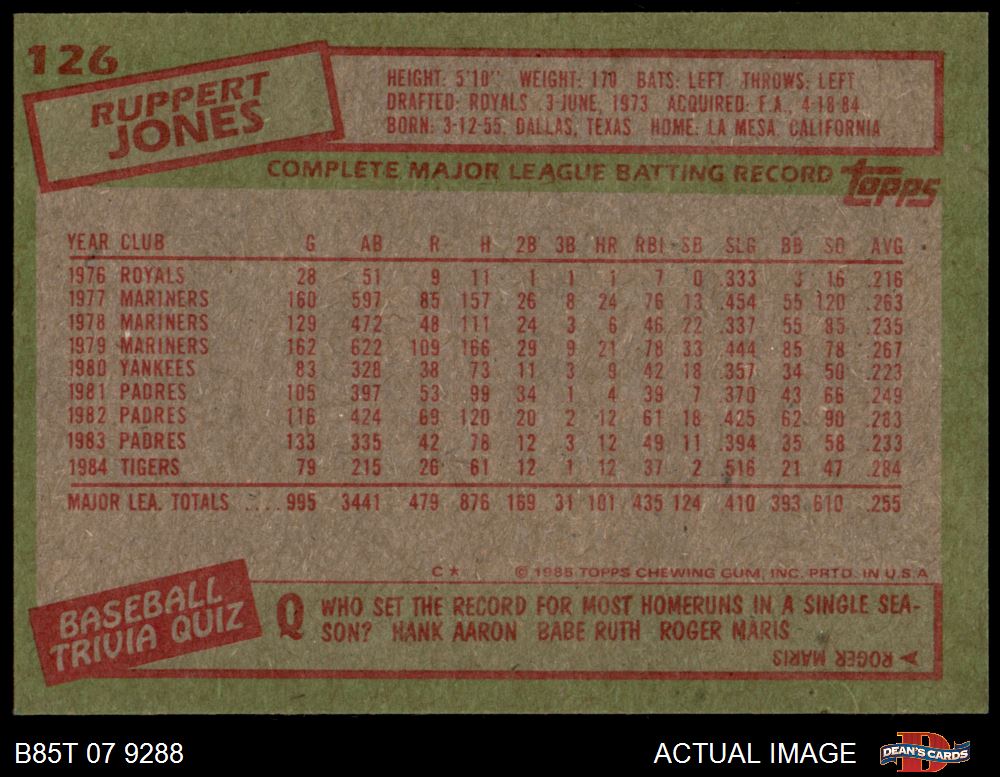 126
RUPPERT
JONES
HEIGHT: 5'10" WEIGHT: 170 BATS: LEFT THROWS: LEFT
DRAFTED: ROYALS 3-JUNE, 1973 ACQUIRED: F.A., 4-18-84
BORN: 3-12-55, DALLAS, TEXAS HOME: LA MESA, CALIFORNIA
COMPLETE MAJOR LEAGUE BATTING RECORD topps
YEAR CLUB G AB R H 2B 3B HR RBI SB SLG BB SO AVG
1976 ROYALS 28 51 9 11 1 1 1 7 0 .333 3 16 .216
1977 MARINERS 160 597 85 157 26 8 24 76 13 .454 55 120 .263
1978 MARINERS 129 472 48 111 24 3 6 46 22 .337 55 85 .235
1979 MARINERS 162 622 109 166 29 9 21 78 33 .444 85 78 .267
1980 YANKEES 83 328 38 73 11 3 9 42 18 .357 34 50 .223
1981 PADRES 105 397 53 99 34 1 4 39 7 .370 43 66 .249
1982 PADRES 116 424 69 120 20 2 12 61 18 .425 62 90 .283
1983 PADRES 133 335 42 78 12 3 12 49 11 .394 35 58 .233
1984 TIGERS 79 215 26 61 12 1 12 37 2 .516 21 47 .284
MAJOR LEA. TOTALS .... 995 3441 479 876 169 31 101 435 124 .410 393 610 .255
C★ © 1985 TOPPS CHEWING GUM, INC. PRTD. IN U.S.A
BASEBALL
TRIVIA QUIZ
Q WHO SET THE RECORD FOR MOST HOMERUNS IN A SINGLE SEA-
SON? HANK AARON BABE RUTH ROGER MARIS
A ROGER MARIS
B85T 07 9288 ACTUAL IMAGE DEAN'S CARDS